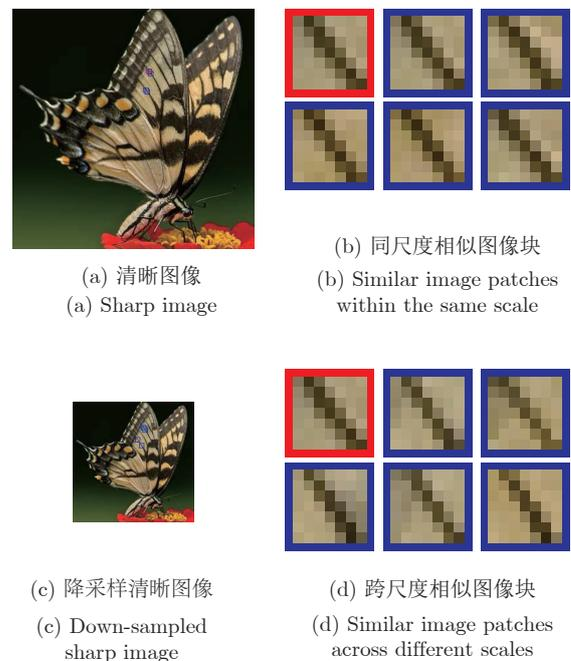 (a) 清晰图像
(a) Sharp image
(b) 同尺度相似图像块
(b) Similar image patches
within the same scale
(c) 降采样清晰图像
(c) Down-sampled
sharp image
(d) 跨尺度相似图像块
(d) Similar image patches
across different scales